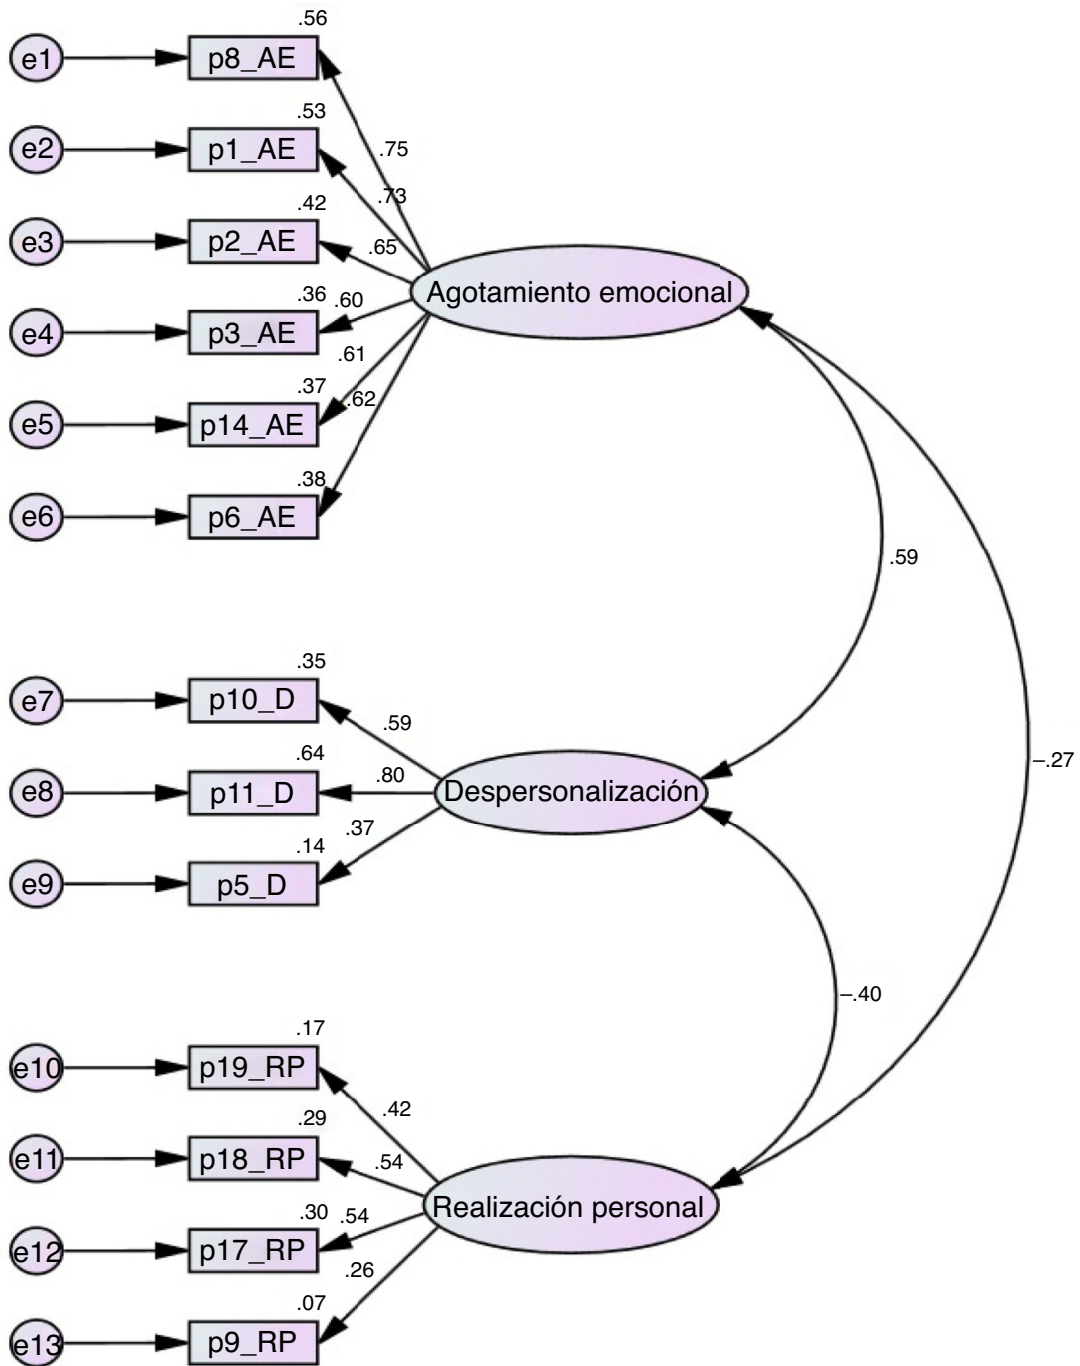 .56
e1 p8_AE
.53
e2 p1_AE
.75
.73
.42
e3 p2_AE
.65
Agotamiento emocional
.36 .60
e4 p3_AE
.61
.37 .62
e5 p14_AE
.38
e6 p6_AE
.59
.35
e7 p10_D
.59
.64
.80
e8 p11_D
Despersonalización
–.27
.37
.14
e9 p5_D
–.40
.17
e10 p19_RP
.42
.29
e11 p18_RP
.54
Realización personal
.30 .54
e12 p17_RP
.26
.07
e13 p9_RP